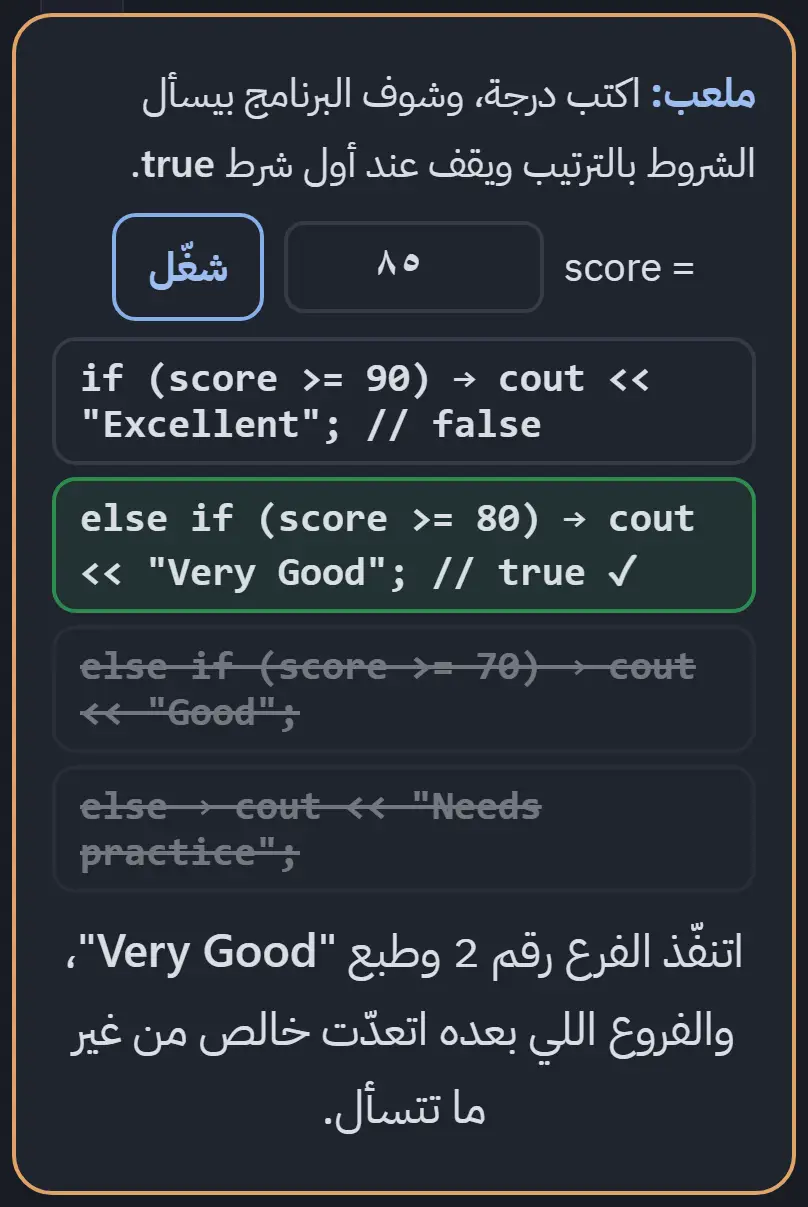 ملعب: اكتب درجة، وشوف البرنامج بيسأل
الشروط بالترتيب ويقف عند أول شرط true.
score =
٨٥
شغّل
if (score >= 90) → cout <<
"Excellent"; // false
else if (score >= 80) → cout
<< "Very Good"; // true ✓
else if (score >= 70) → cout
<< "Good";
else → cout << "Needs
practice";
اتنفّذ الفرع رقم 2 وطبع "Very Good"،
والفروع اللي بعده اتعدّت خالص من غير
ما تتسأل.